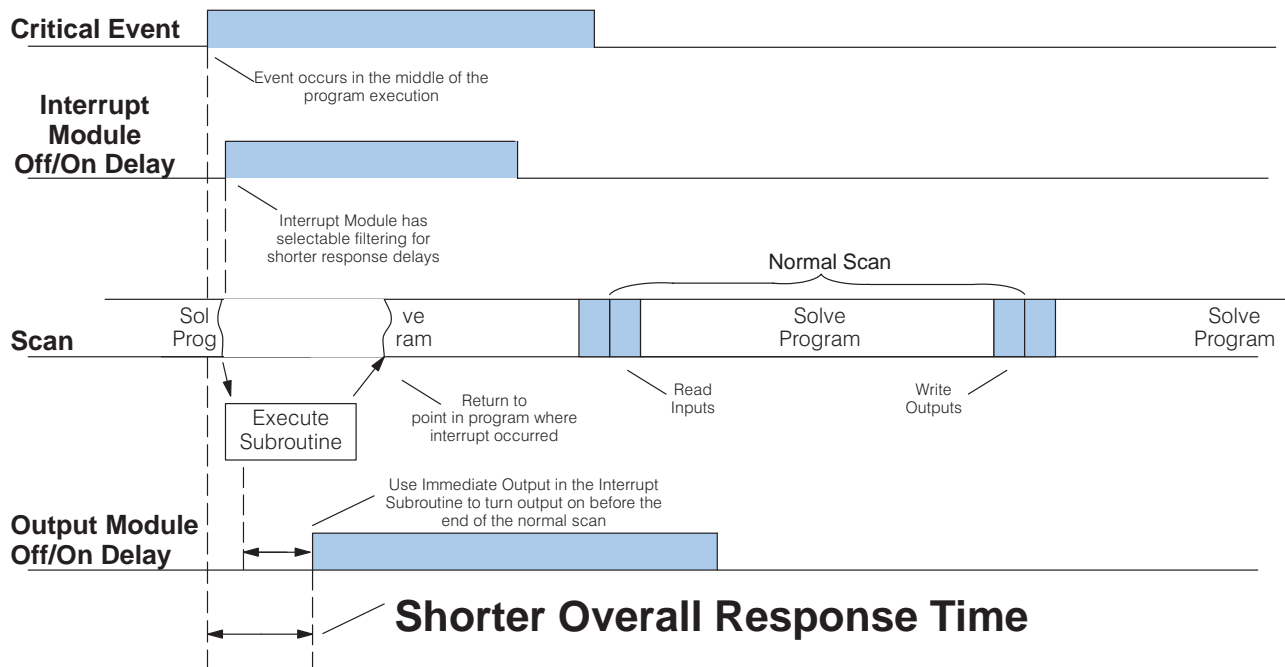 Critical Event
Event occurs in the middle of the
program execution
Interrupt
Module
Off/On Delay
Interrupt Module has
selectable filtering for
shorter response delays
Normal Scan
Scan
Sol
Prog
ve
ram
Solve
Program
Solve
Program
Execute
Subroutine
Return to
point in program where
interrupt occurred
Read
Inputs
Write
Outputs
Use Immediate Output in the Interrupt
Subroutine to turn output on before the
end of the normal scan
Output Module
Off/On Delay
Shorter Overall Response Time